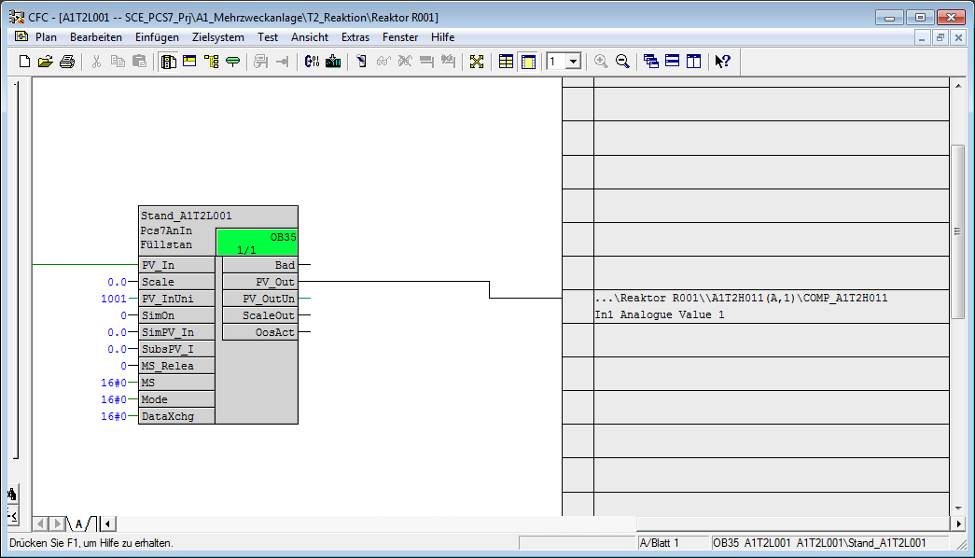 CFC - [A1T2L001 -- SCE_PCS7_Prj\A1_Mehrzweckanlage\T2_Reaktion\Reaktor R001]
Plan Bearbeiten Einfügen Zielsystem Test Ansicht Extras Fenster Hilfe
1
Stand_A1T2L001
Pcs7AnIn
Füllstan
OB35
1/1
PV_In Bad
0.0 Scale PV_Out
1001 PV_InUni PV_OutUn
0 SimOn ScaleOut
0.0 SimPV_In OosAct
0.0 SubsPV_I
0 MS_Relea
16#0 MS
16#0 Mode
16#0 DataXchg
...\Reaktor R001\\A1T2H011(A,1)\COMP_A1T2H011
In1 Analogue Value 1
A
Drücken Sie F1, um Hilfe zu erhalten.
A/Blatt 1
OB35 A1T2L001 A1T2L001\Stand_A1T2L001